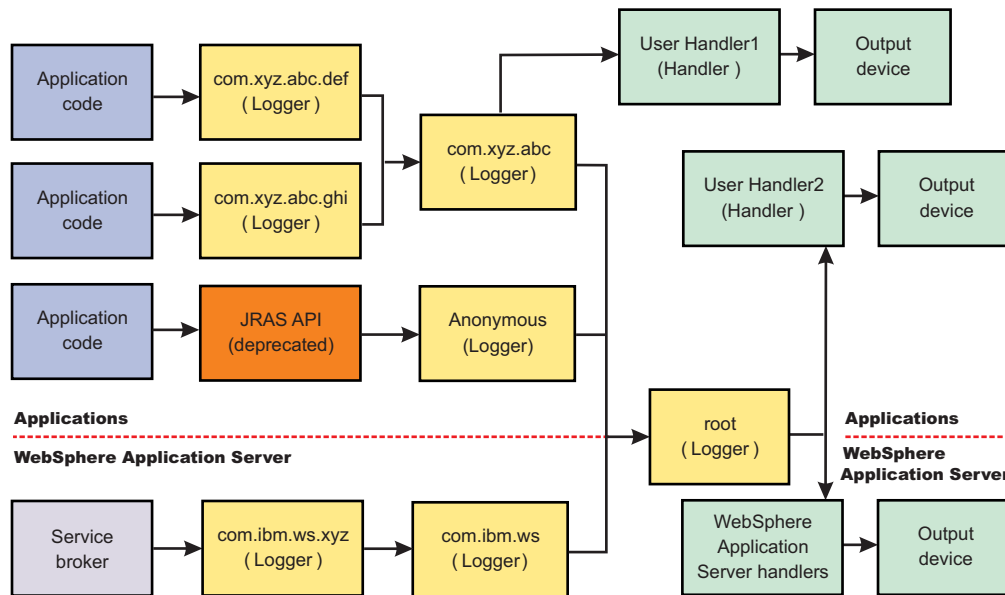 Application
code
com.xyz.abc.def
( Logger )
User Handler1
(Handler )
Output
device
com.xyz.abc
( Logger)
Application
code
com.xyz.abc.ghi
( Logger )
User Handler2
(Handler )
Output
device
Application
code
JRAS API
(deprecated)
Anonymous
(Logger)
Applications
WebSphere Application Server
root
( Logger )
Applications
WebSphere
Application Server
Service
broker
com.ibm.ws.xyz
( Logger )
com.ibm.ws
( Logger )
WebSphere
Application
Server handlers
Output
device